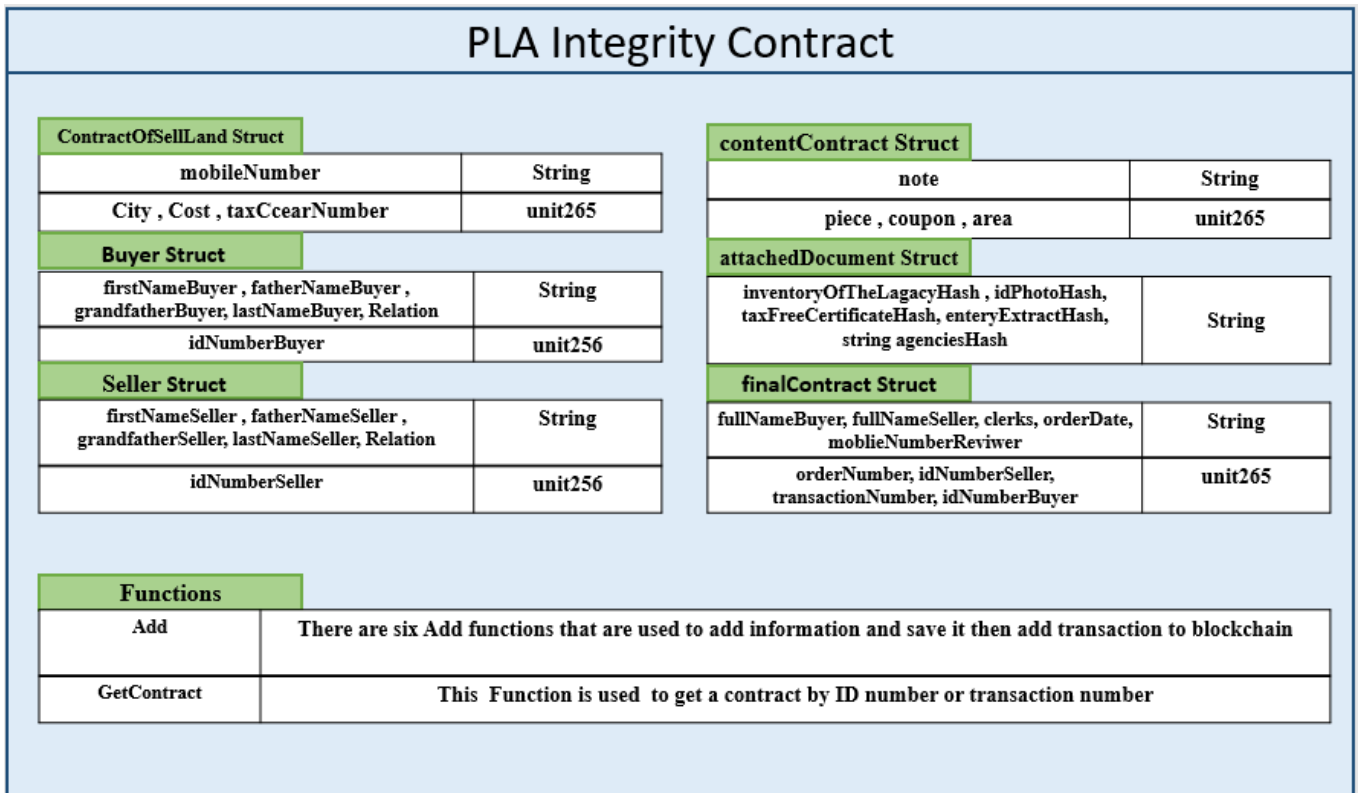 PLA Integrity Contract
ContractOfSellLand Struct
mobileNumber String
City , Cost , taxCcearNumber unit265
Buyer Struct
firstNameBuyer , fatherNameBuyer ,
grandfatherBuyer, lastNameBuyer, Relation
String
idNumberBuyer unit256
Seller Struct
firstNameSeller , fatherNameSeller ,
grandfatherSeller, lastNameSeller, Relation
String
idNumberSeller unit256
contentContract Struct
note String
piece , coupon , area unit265
attachedDocument Struct
inventoryOfTheLagacyHash , idPhotoHash,
taxFreeCertificateHash, enteryExtractHash,
string agenciesHash
String
finalContract Struct
fullNameBuyer, fullNameSeller, clerks, orderDate,
moblieNumberReviwer
String
orderNumber, idNumberSeller,
transactionNumber, idNumberBuyer
unit265
Functions
Add There are six Add functions that are used to add information and save it then add transaction to blockchain
GetContract This Function is used to get a contract by ID number or transaction number